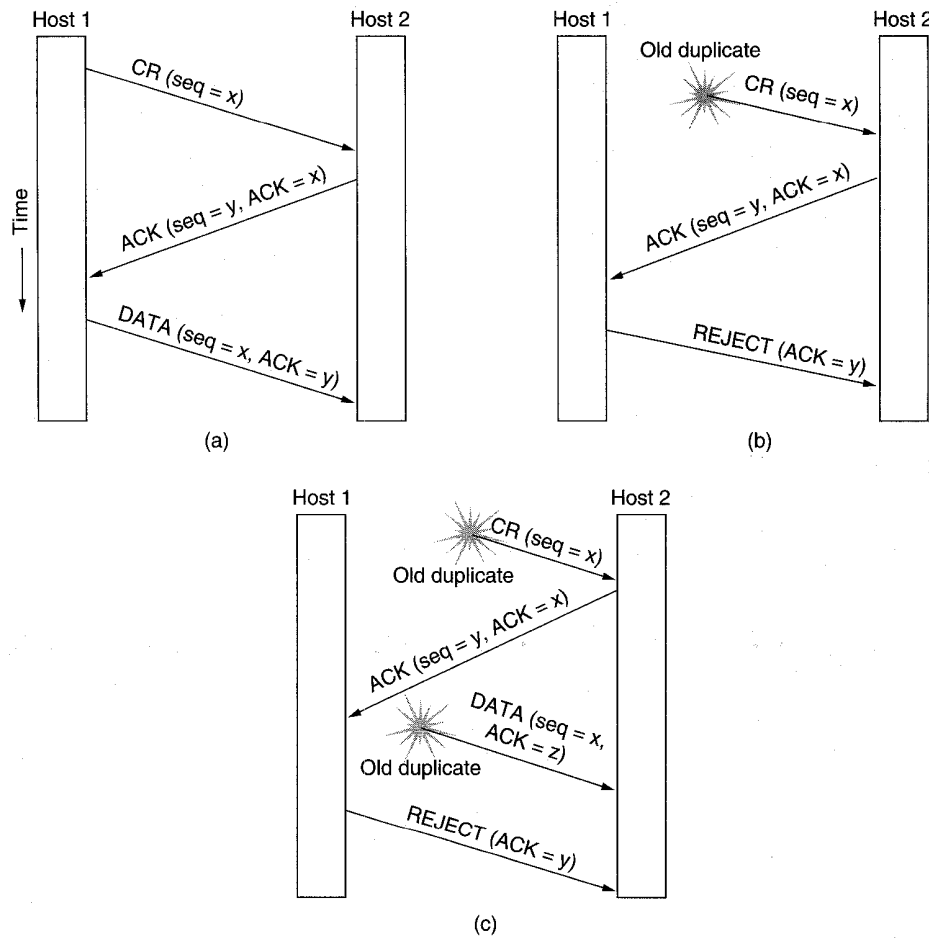 Host 1
Host 2
CR (seq = x)
ACK (seq = y, ACK = x)
DATA (seq = x, ACK = y)
Time
(a)
Host 1
Host 2
Old duplicate
CR (seq = x)
ACK (seq = y, ACK = x)
REJECT (ACK = y)
(b)
Host 1
Host 2
CR (seq = x)
Old duplicate
ACK (seq = y, ACK = x)
DATA (seq = x,
ACK = z)
Old duplicate
REJECT (ACK = y)
(c)